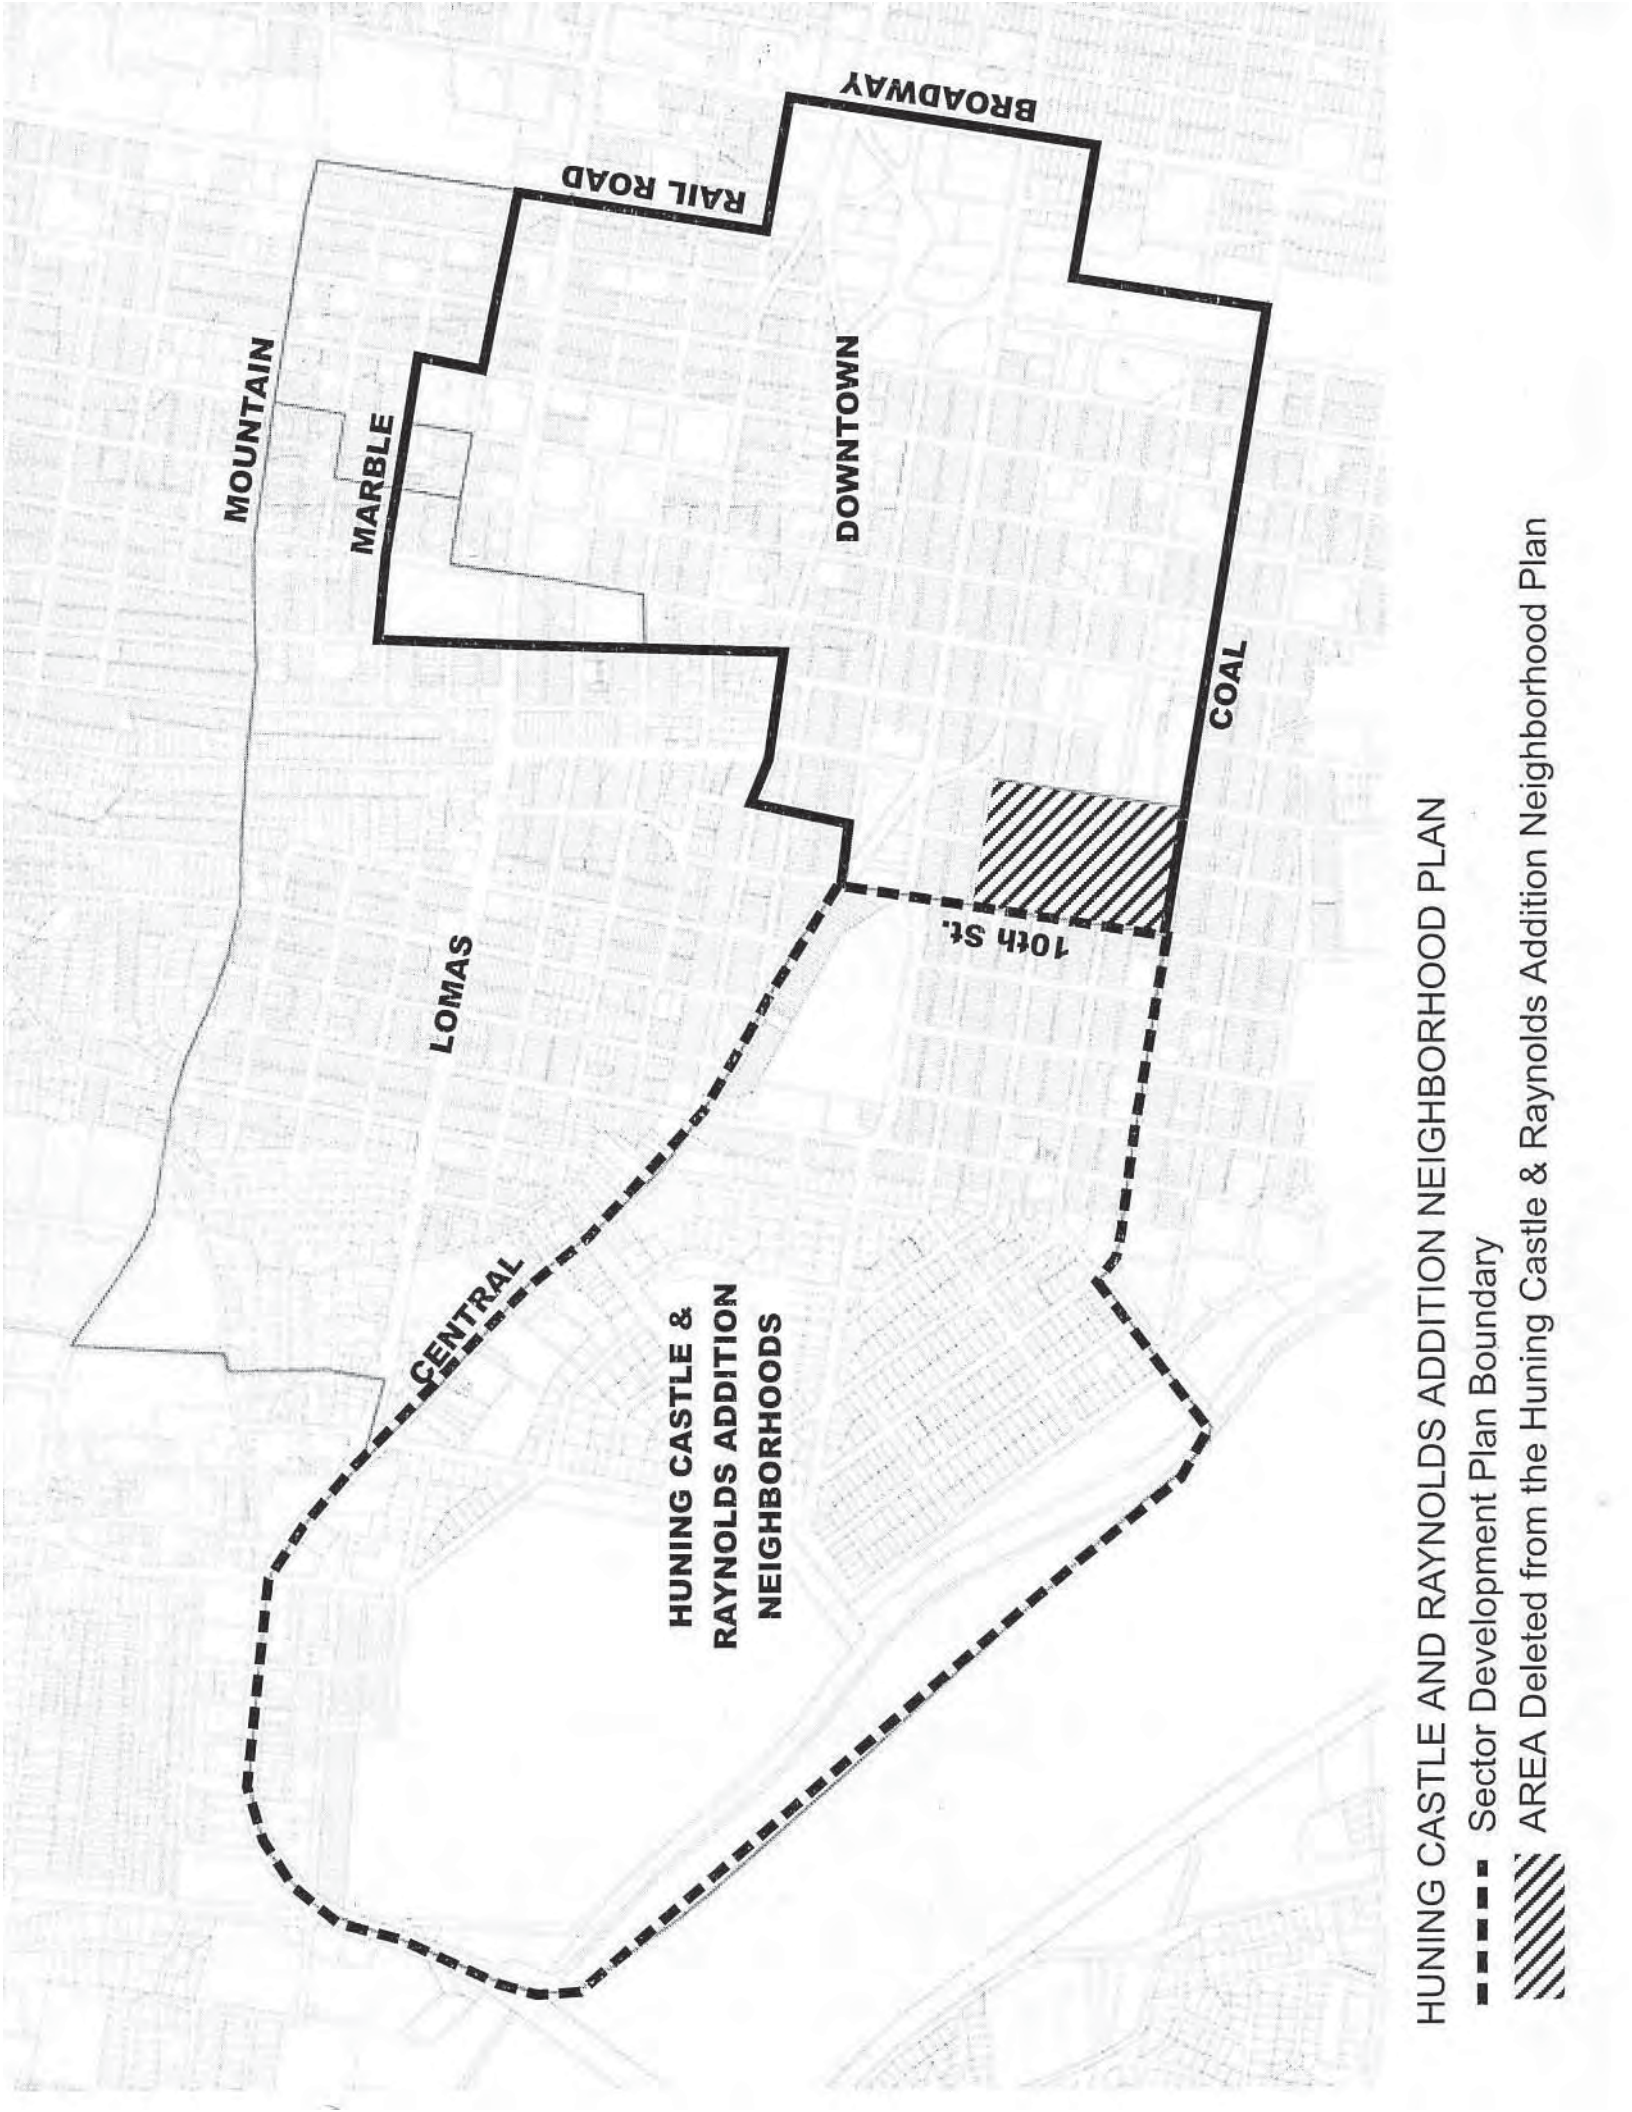 MOUNTAIN
MARBLE
RAIL ROAD
BROADWAY
LOMAS
DOWNTOWN
CENTRAL
10th St.
COAL
HUNING CASTLE &
RAYNOLDS ADDITION
NEIGHBORHOODS
HUNING CASTLE AND RAYNOLDS ADDITION NEIGHBORHOOD PLAN
Sector Development Plan Boundary
AREA Deleted from the Huning Castle & Raynolds Addition Neighborhood Plan